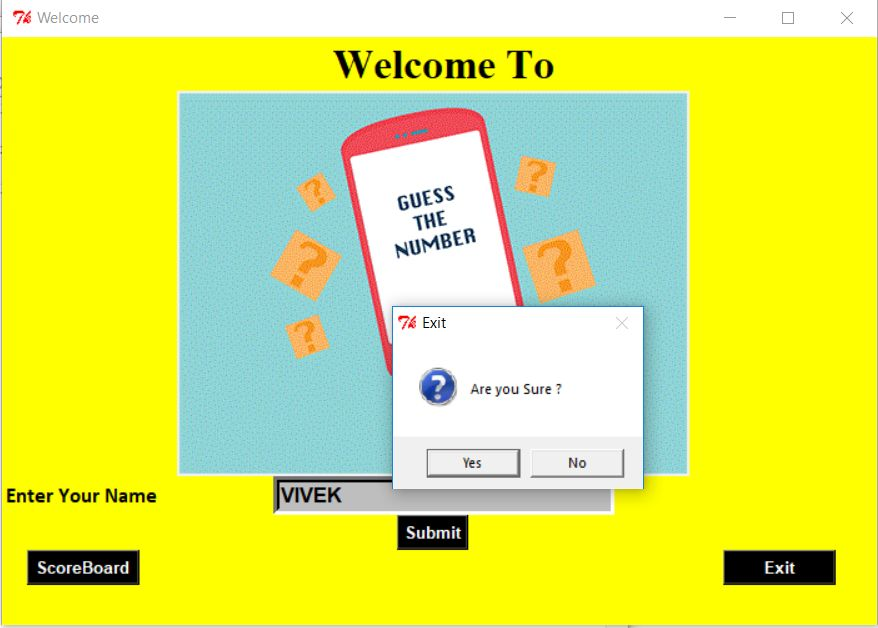 Welcome
Welcome To
GUESS
THE
NUMBER
Exit
Are you Sure ?
Yes
No
Enter Your Name
VIVEK
Submit
ScoreBoard
Exit